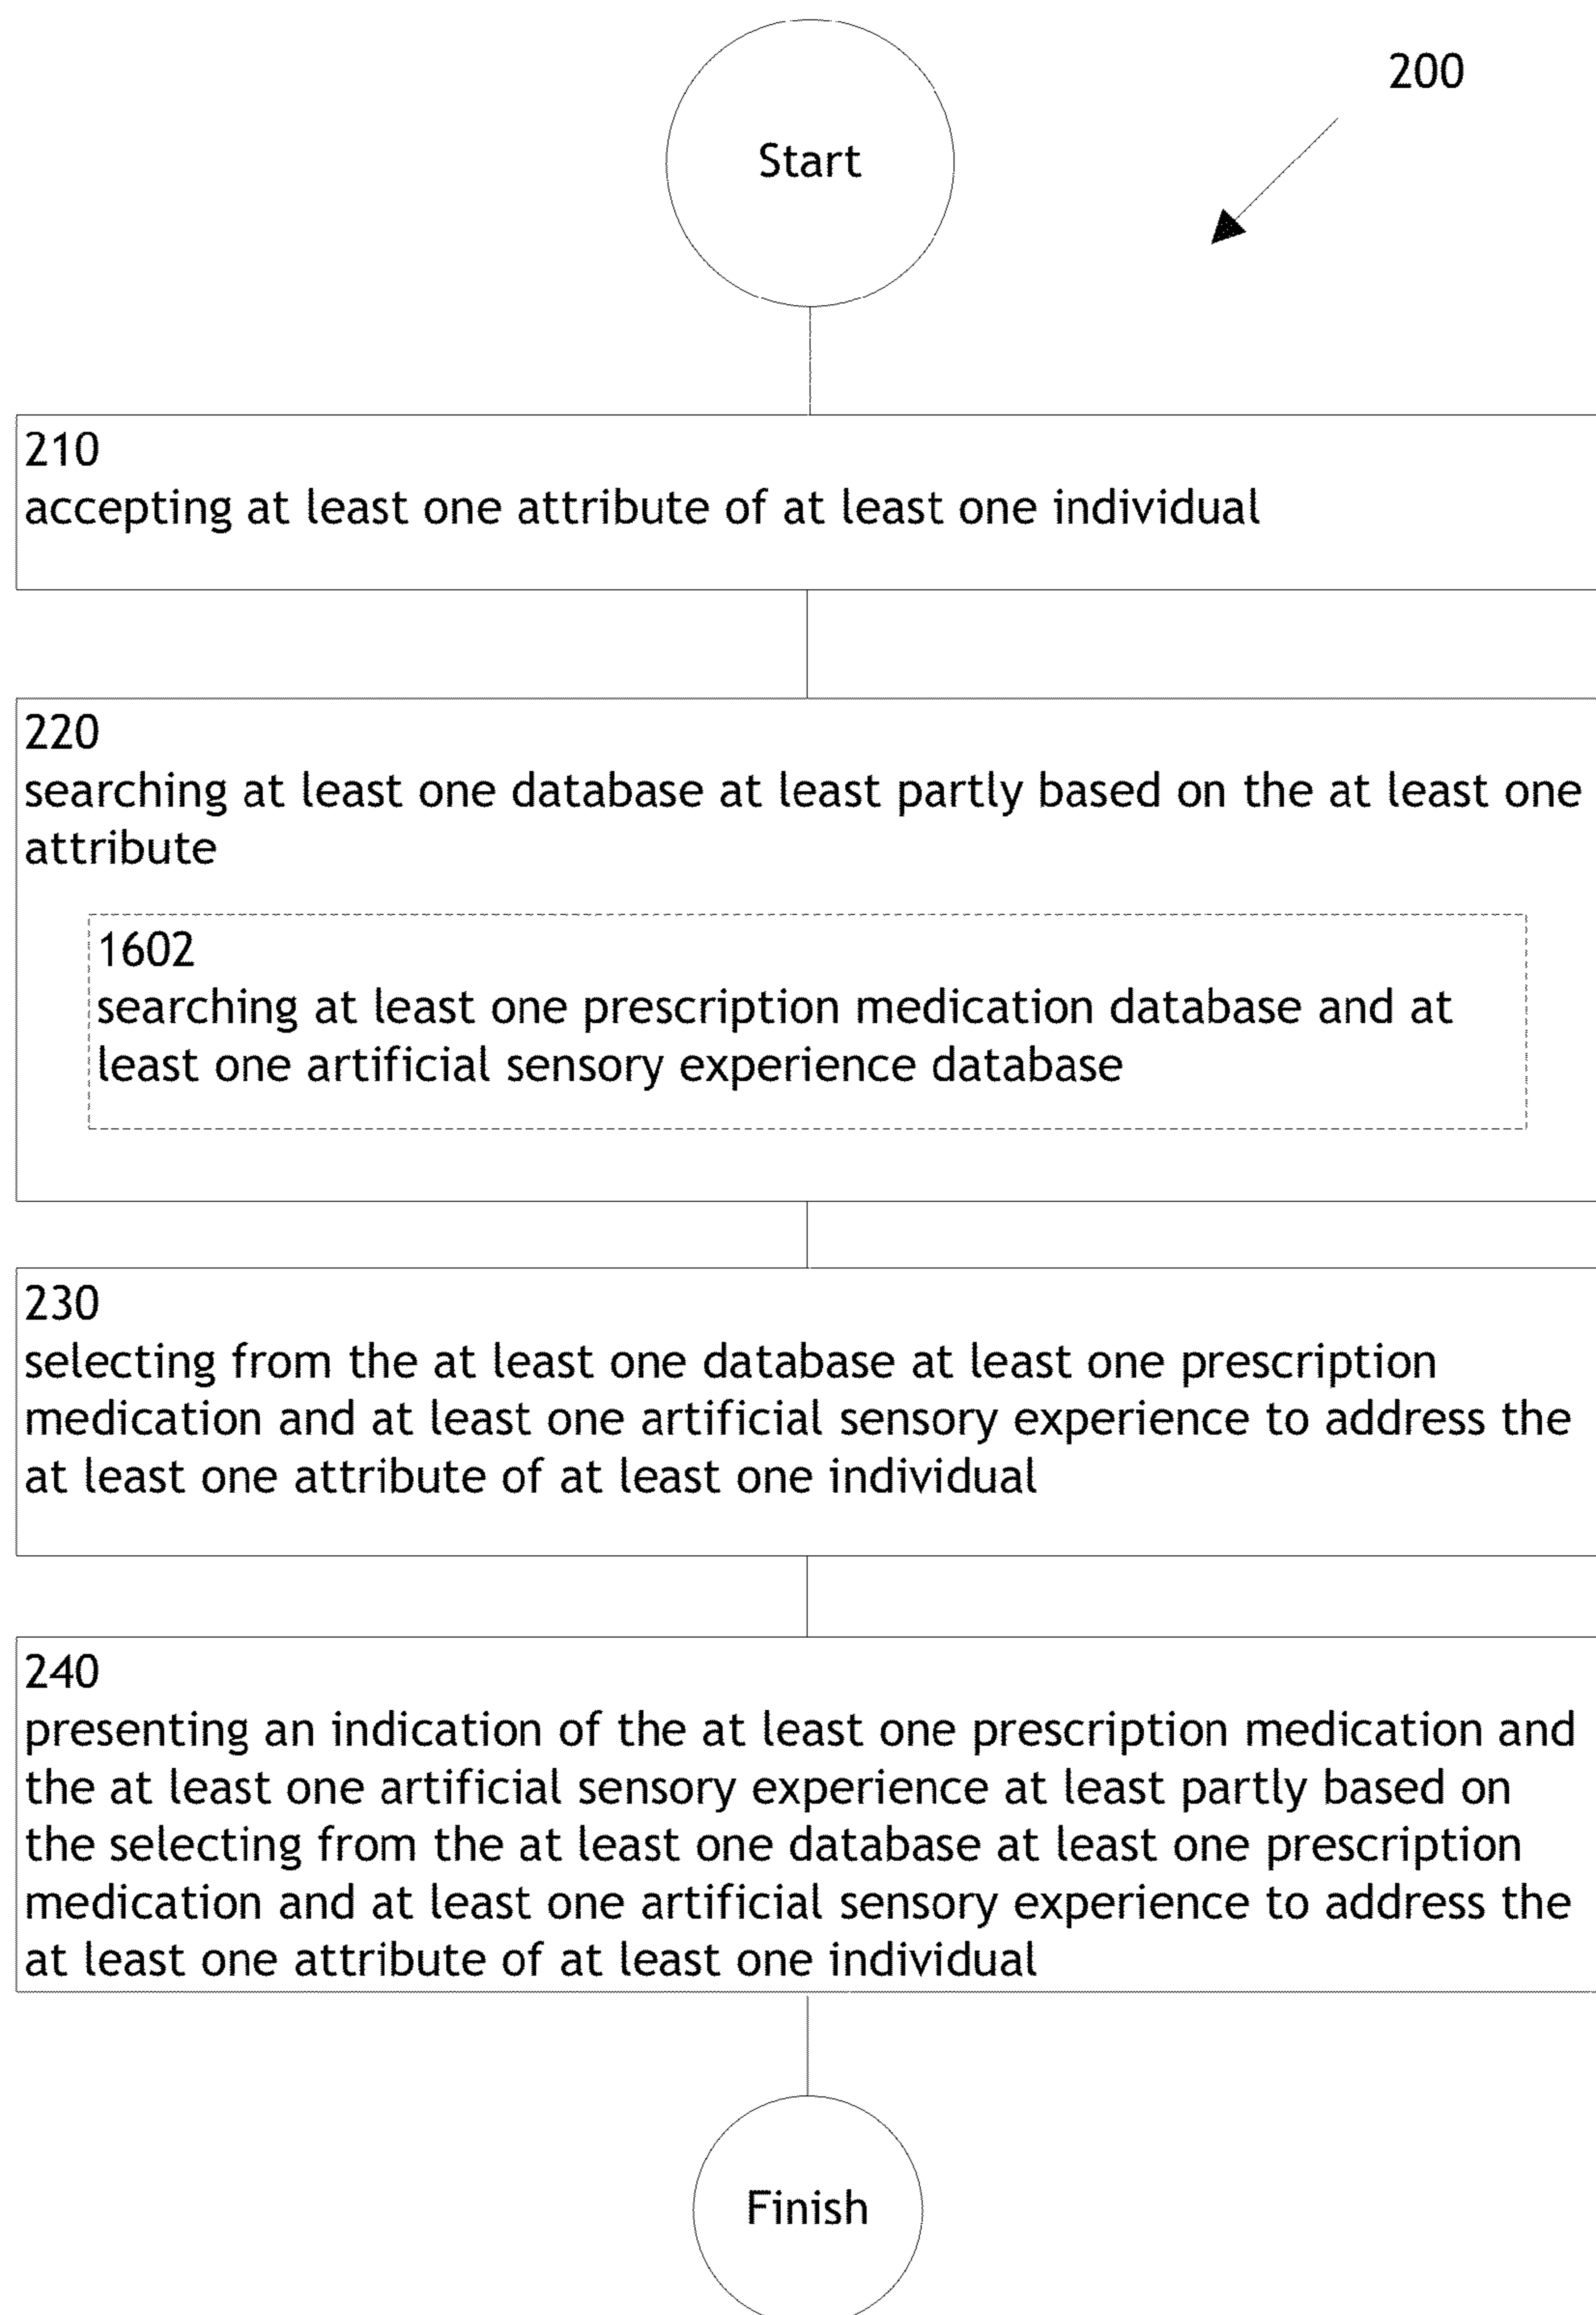 200
Start
210
accepting at least one attribute of at least one individual
220
searching at least one database at least partly based on the at least one
attribute
1602
searching at least one prescription medication database and at
least one artificial sensory experience database
230
selecting from the at least one database at least one prescription
medication and at least one artificial sensory experience to address the
at least one attribute of at least one individual
240
presenting an indication of the at least one prescription medication and
the at least one artificial sensory experience at least partly based on
the selecting from the at least one database at least one prescription
medication and at least one artificial sensory experience to address the
at least one attribute of at least one individual
Finish